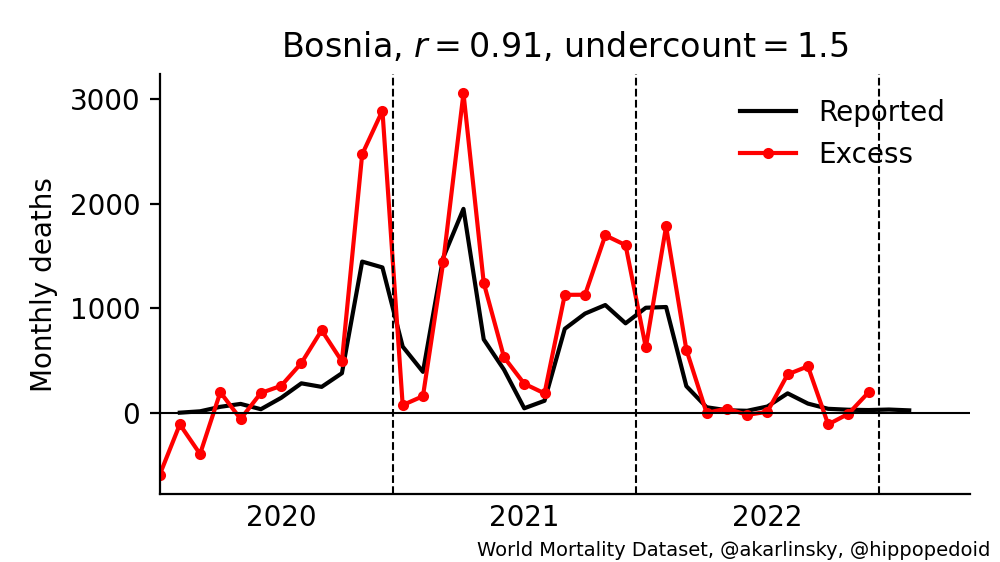 Bosnia, r = 0.91, undercount = 1.5
3000
2000
1000
0
Monthly deaths
Reported
Excess
2020 2021 2022
World Mortality Dataset, @akarlinsky, @hippopedoid